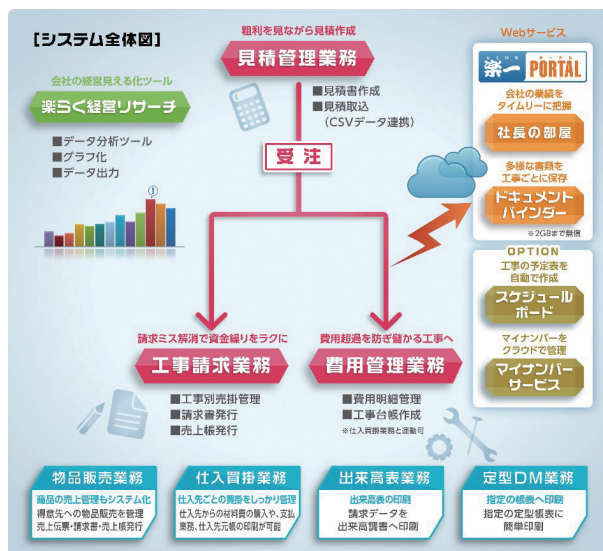 [システム全体図]
粗利を見ながら見積作成
見積管理業務
■見積書作成
■見積取込
(CSVデータ連携)
会社の経営見える化ツール
楽らく経営リサーチ
■データ分析ツール
■グラフ化
■データ出力
!
受注
Webサービス
らくいち ポータル
楽一 PORTAL
会社の業績を
タイムリーに把握
社長の部屋
多様な書類を
工事ごとに保存
ドキュメント
バインダー
※2GBまで無償
OPTION
工事の予定表を
自動で作成
スケジュール
ボード
マイナンバーを
クラウドで管理
マイナンバー
サービス
請求ミス解消で資金繰りをラクに
工事請求業務
■工事別売掛管理
■請求書発行
■売上帳発行
費用超過を防ぎ儲かる工事へ
費用管理業務
■費用明細管理
■工事台帳作成
※仕入買掛業務と連動可
物品販売業務
商品の売上管理もシステム化
得意先への物品販売を管理
売上伝票・請求書・売上帳発行
仕入買掛業務
仕入先ごとの買掛をしっかり管理
仕入先からの材料費の購入や、支払
業務、仕入先元帳の印刷が可能
出来高表業務
出来高表の印刷
請求データを
出来高調書へ印刷
定型DM業務
指定の帳表へ印刷
指定の定型帳表に
簡単印刷